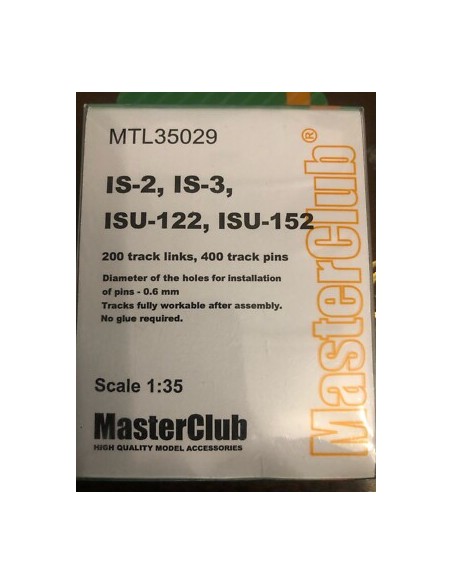 MTL35029
IS-2, IS-3,
ISU-122, ISU-152
200 track links, 400 track pins
Diameter of the holes for installation
of pins - 0.6 mm
Tracks fully workable after assembly.
No glue required.
Scale 1:35
MasterClub
HIGH QUALITY MODEL ACCESSORIES
MasterClub®